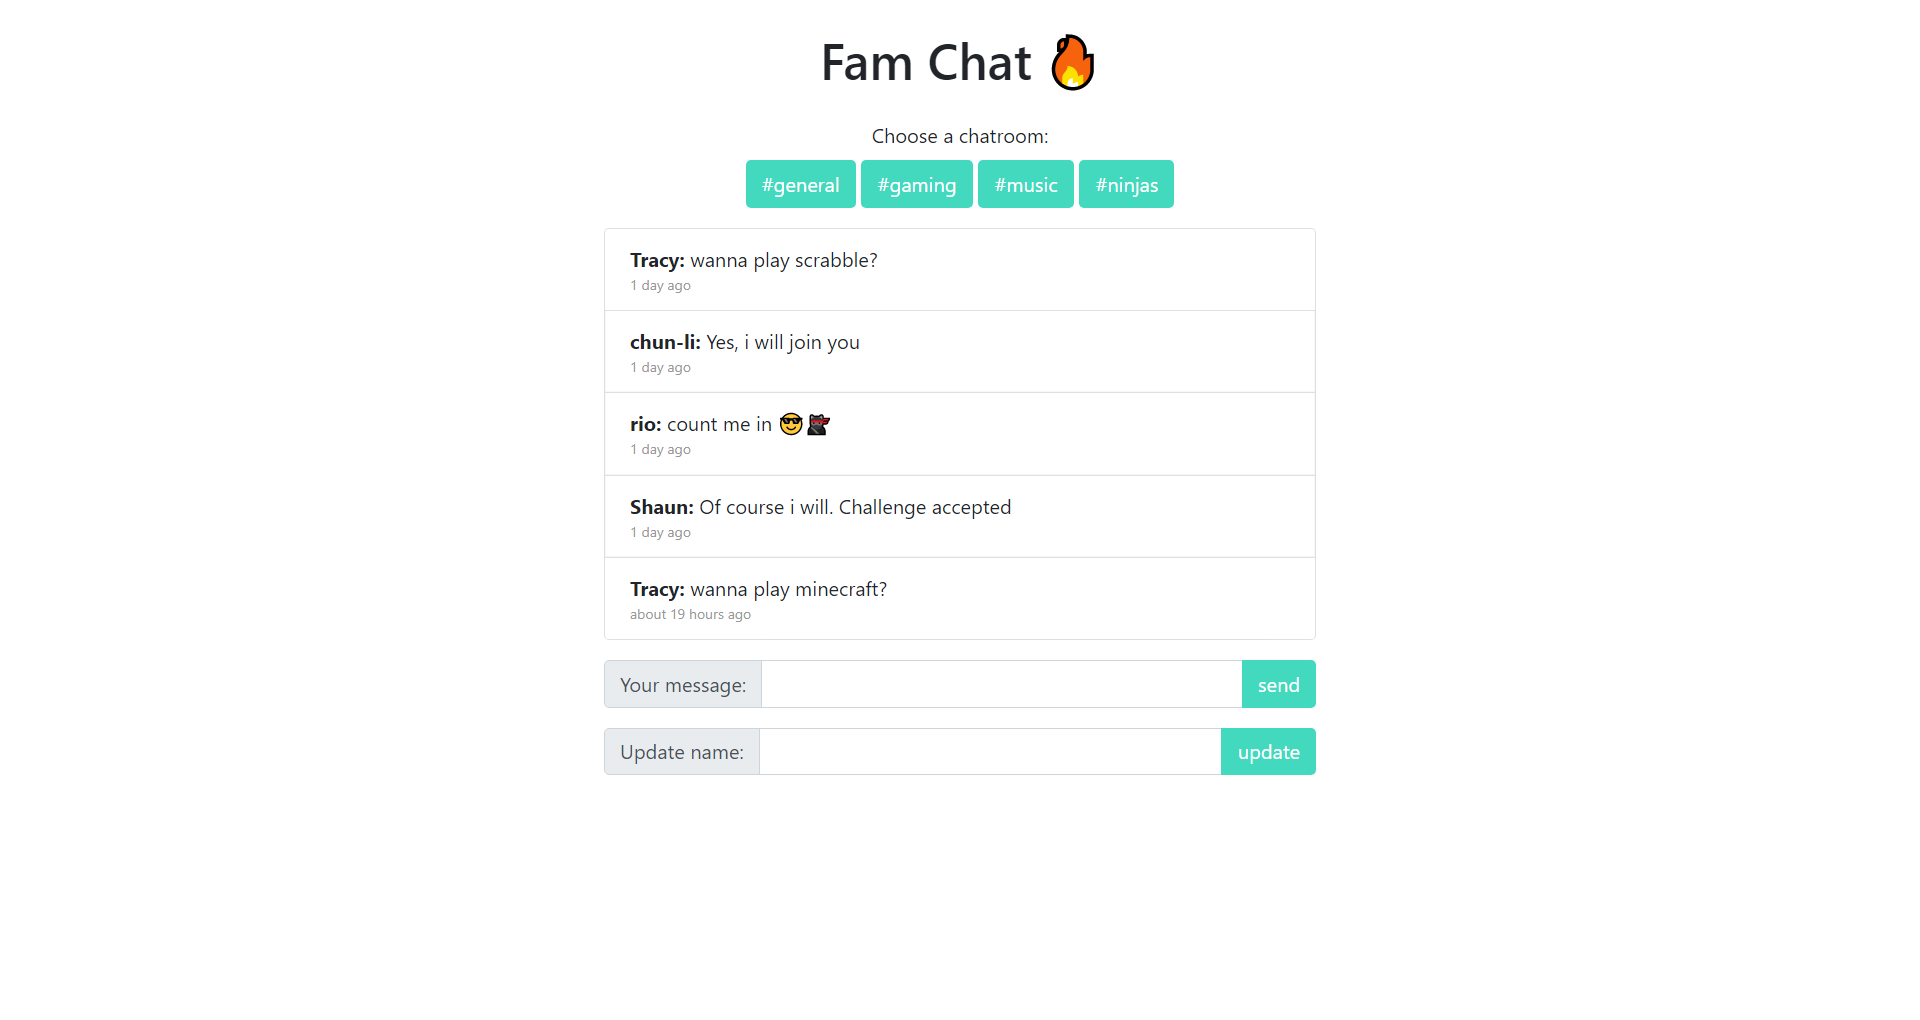 Fam Chat 🔥
Choose a chatroom:
#general #gaming #music #ninjas
Tracy: wanna play scrabble?
1 day ago
chun-li: Yes, i will join you
1 day ago
rio: count me in 😎🐱‍👤
1 day ago
Shaun: Of course i will. Challenge accepted
1 day ago
Tracy: wanna play minecraft?
about 19 hours ago
Your message: send
Update name: update